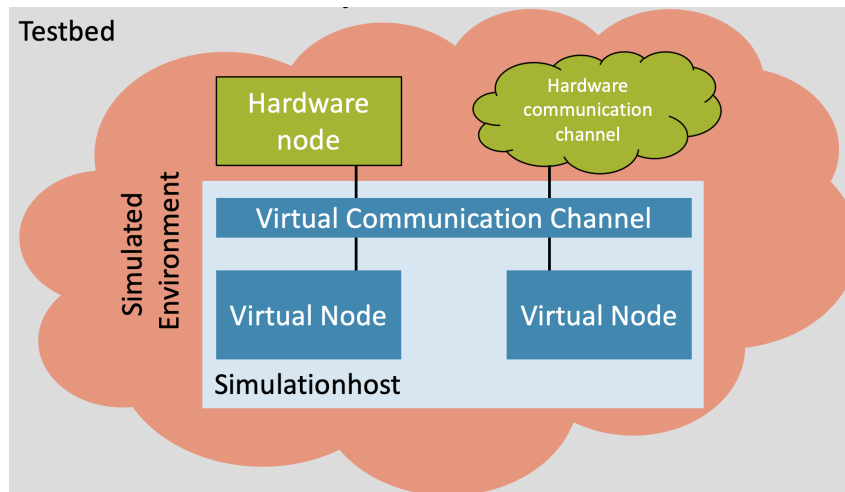 Testbed
Hardware
node
Hardware
communication
channel
Simulated
Environment
Virtual Communication Channel
Virtual Node
Virtual Node
Simulationhost